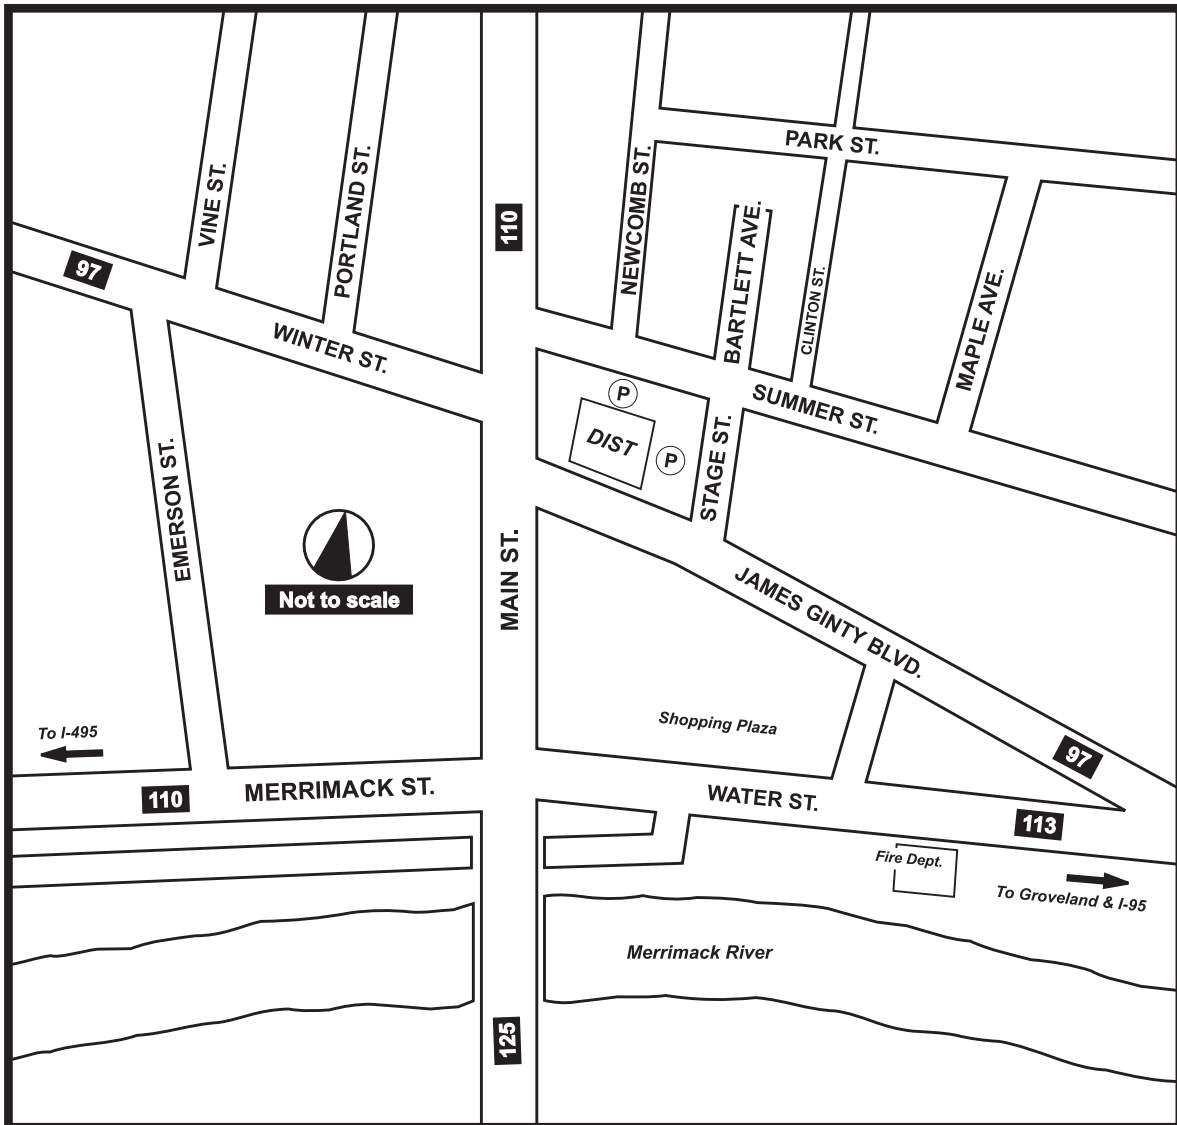 PARK ST.
VINE ST.
PORTLAND ST.
110
NEWCOMB ST.
BARTLETT AVE.
CLINTON ST.
MAPLE AVE.
97
WINTER ST.
P
SUMMER ST.
DIST
P
STAGE ST.
EMERSON ST.
Not to scale
MAIN ST.
JAMES GINTY BLVD.
Shopping Plaza
To I-495
97
110
MERRIMACK ST.
WATER ST.
113
Fire Dept.
To Groveland & I-95
Merrimack River
125